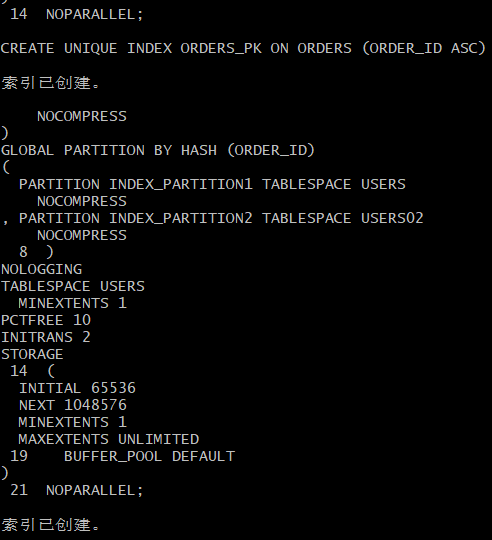 )
 14  NOPARALLEL;
CREATE UNIQUE INDEX ORDERS_PK ON ORDERS (ORDER_ID ASC)
索引已创建。
    NOCOMPRESS
)
GLOBAL PARTITION BY HASH (ORDER_ID)
(
  PARTITION INDEX_PARTITION1 TABLESPACE USERS
    NOCOMPRESS
, PARTITION INDEX_PARTITION2 TABLESPACE USERS02
    NOCOMPRESS
  8  )
NOLOGGING
TABLESPACE USERS
  MINEXTENTS 1
PCTFREE 10
INITRANS 2
STORAGE
 14  (
  INITIAL 65536
  NEXT 1048576
  MINEXTENTS 1
  MAXEXTENTS UNLIMITED
 19    BUFFER_POOL DEFAULT
)
 21  NOPARALLEL;
索引已创建。